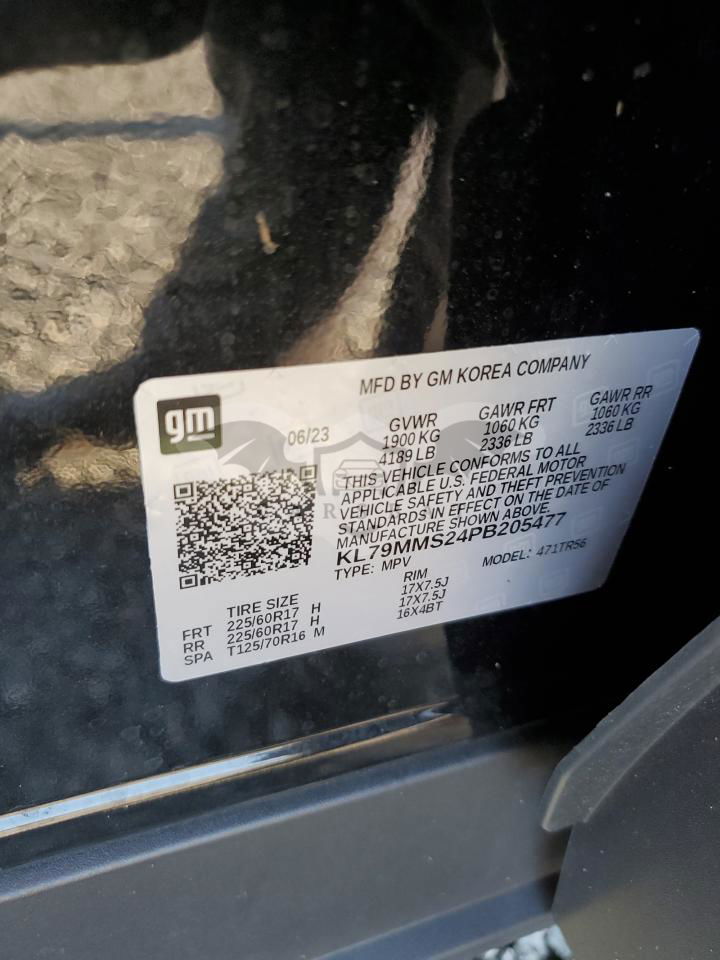 MFD BY GM KOREA COMPANY
gm
06/23
GVWR GAWR FRT GAWR RR
1900 KG 1060 KG 1060 KG
4189 LB 2336 LB 2336 LB
THIS VEHICLE CONFORMS TO ALL
APPLICABLE U.S. FEDERAL MOTOR
VEHICLE SAFETY AND THEFT PREVENTION
STANDARDS IN EFFECT ON THE DATE OF
MANUFACTURE SHOWN ABOVE.
KL79MMS24PB205477
TYPE: MPV MODEL: 471TR56
TIRE SIZE RIM
FRT 225/60R17 H 17X7.5J
RR 225/60R17 H 17X7.5J
SPA T125/70R16 M 16X4BT